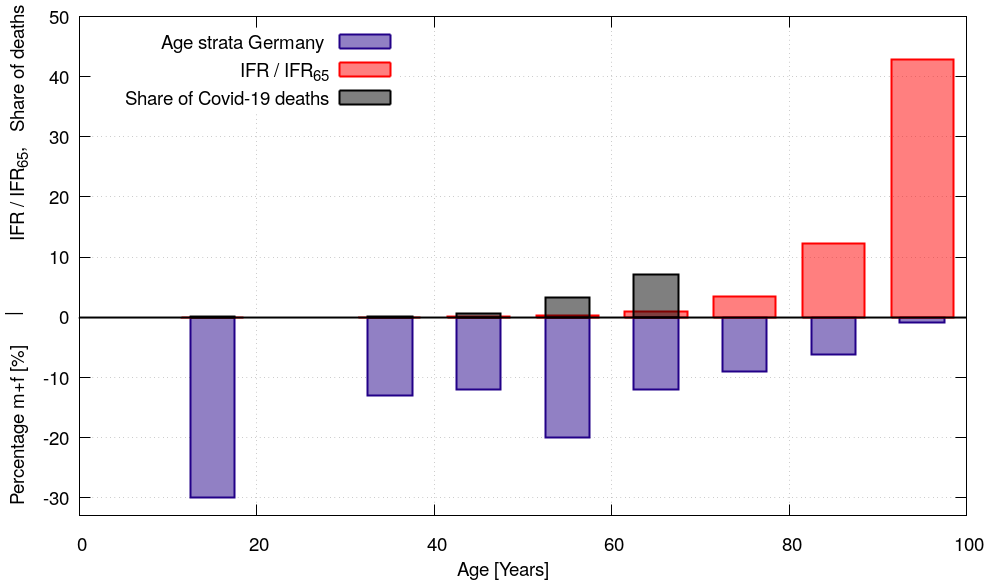 Age strata Germany
IFR / IFR65
Share of Covid-19 deaths
Percentage m+f [%] | IFR / IFR65, Share of deaths
50
40
30
20
10
0
-10
-20
-30
0 20 40 60 80 100
Age [Years]